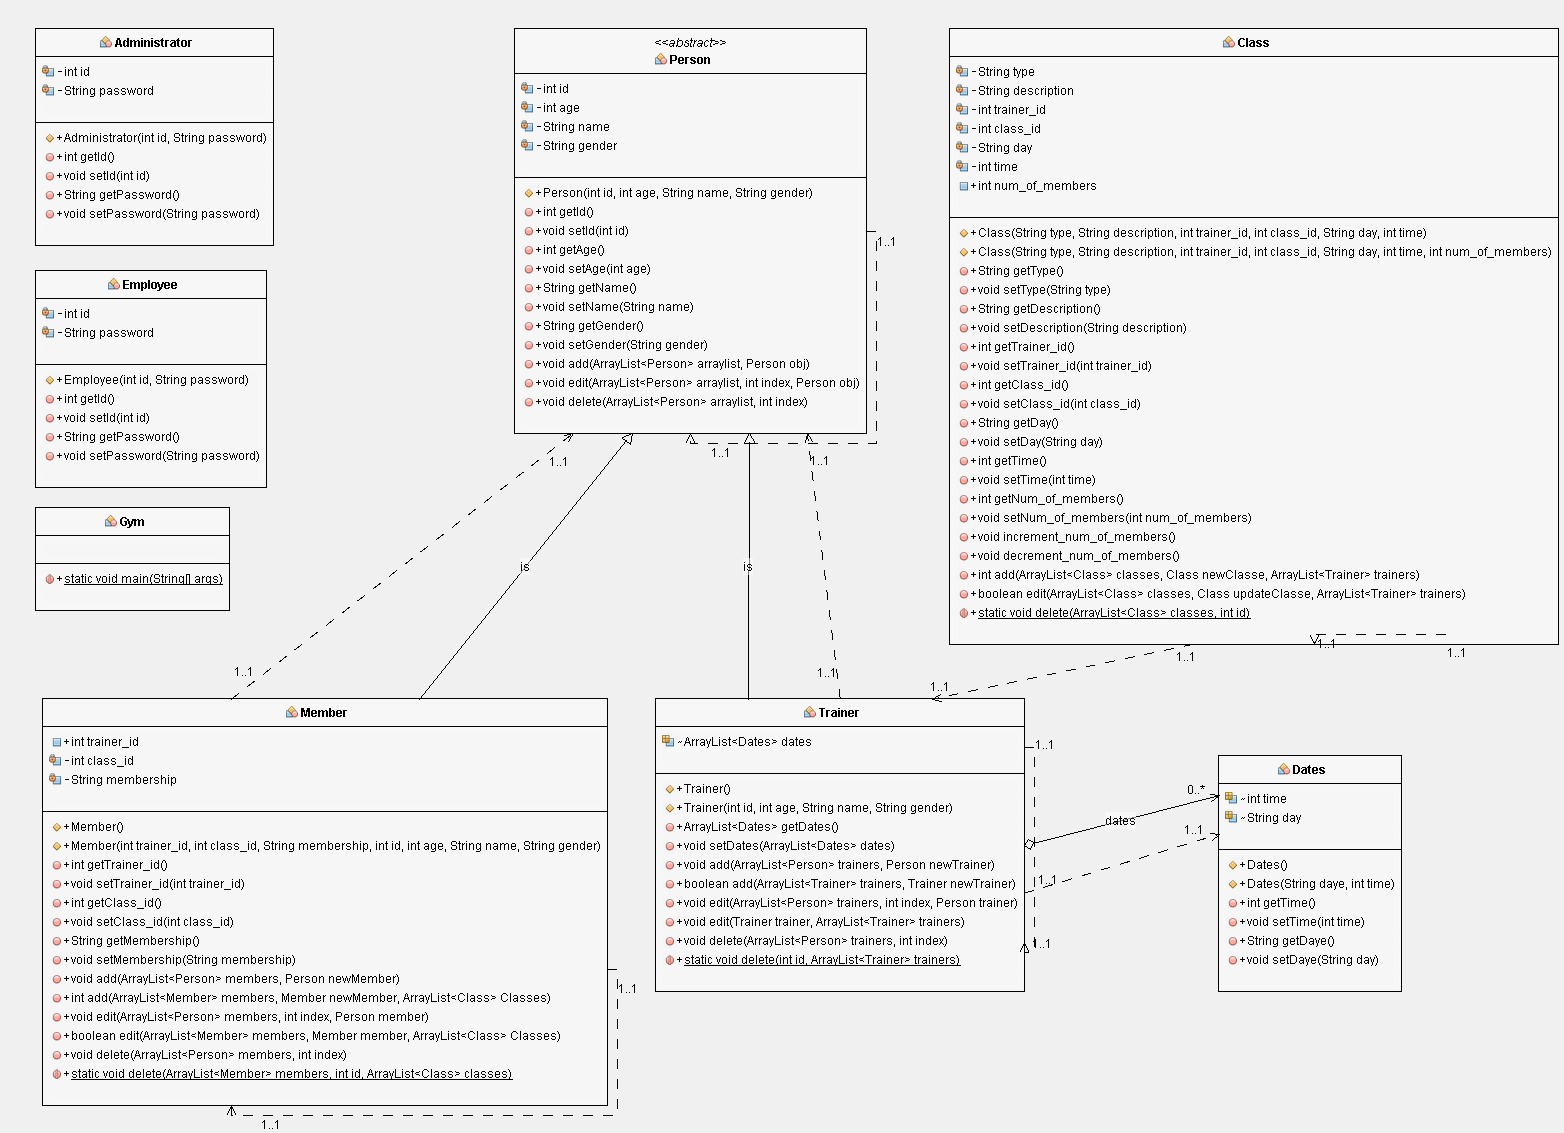 Administrator
-int id
-String password
+Administrator(int id, String password)
+int getId()
+void setId(int id)
+String getPassword()
+void setPassword(String password)
Employee
-int id
-String password
+Employee(int id, String password)
+int getId()
+void setId(int id)
+String getPassword()
+void setPassword(String password)
Gym
+static void main(String[] args)
<<abstract>>
Person
-int id
-int age
-String name
-String gender
+Person(int id, int age, String name, String gender)
+int getId()
+void setId(int id)
+int getAge()
+void setAge(int age)
+String getName()
+void setName(String name)
+String getGender()
+void setGender(String gender)
+void add(ArrayList<Person> arraylist, Person obj)
+void edit(ArrayList<Person> arraylist, int index, Person obj)
+void delete(ArrayList<Person> arraylist, int index)
1..1
1..1
1..1
1..1
is
is
1..1
1..1
Class
-String type
-String description
-int trainer_id
-int class_id
-String day
-int time
+int num_of_members
+Class(String type, String description, int trainer_id, int class_id, String day, int time)
+Class(String type, String description, int trainer_id, int class_id, String day, int time, int num_of_members)
+String getType()
+void setType(String type)
+String getDescription()
+void setDescription(String description)
+int getTrainer_id()
+void setTrainer_id(int trainer_id)
+int getClass_id()
+void setClass_id(int class_id)
+String getDay()
+void setDay(String day)
+int getTime()
+void setTime(int time)
+int getNum_of_members()
+void setNum_of_members(int num_of_members)
+void increment_num_of_members()
+void decrement_num_of_members()
+int add(ArrayList<Class> classes, Class newClasse, ArrayList<Trainer> trainers)
+boolean edit(ArrayList<Class> classes, Class updateClasse, ArrayList<Trainer> trainers)
+static void delete(ArrayList<Class> classes, int id)
1..1
1..1
1..1
1..1
Member
+int trainer_id
-int class_id
-String membership
+Member()
+Member(int trainer_id, int class_id, String membership, int id, int age, String name, String gender)
+int getTrainer_id()
+void setTrainer_id(int trainer_id)
+int getClass_id()
+void setClass_id(int class_id)
+String getMembership()
+void setMembership(String membership)
+void add(ArrayList<Person> members, Person newMember)
+int add(ArrayList<Member> members, Member newMember, ArrayList<Class> Classes)
+void edit(ArrayList<Person> members, int index, Person member)
+boolean edit(ArrayList<Member> members, Member member, ArrayList<Class> Classes)
+void delete(ArrayList<Person> members, int index)
+static void delete(ArrayList<Member> members, int id, ArrayList<Class> classes)
1..1
1..1
Trainer
~ArrayList<Dates> dates
+Trainer()
+Trainer(int id, int age, String name, String gender)
+ArrayList<Dates> getDates()
+void setDates(ArrayList<Dates> dates)
+void add(ArrayList<Person> trainers, Person newTrainer)
+boolean add(ArrayList<Trainer> trainers, Trainer newTrainer)
+void edit(ArrayList<Person> trainers, int index, Person trainer)
+void edit(Trainer trainer, ArrayList<Trainer> trainers)
+void delete(ArrayList<Person> trainers, int index)
+static void delete(int id, ArrayList<Trainer> trainers)
1..1
0..*
dates
1..1
1..1
1..1
Dates
~int time
~String day
+Dates()
+Dates(String daye, int time)
+int getTime()
+void setTime(int time)
+String getDaye()
+void setDaye(String day)